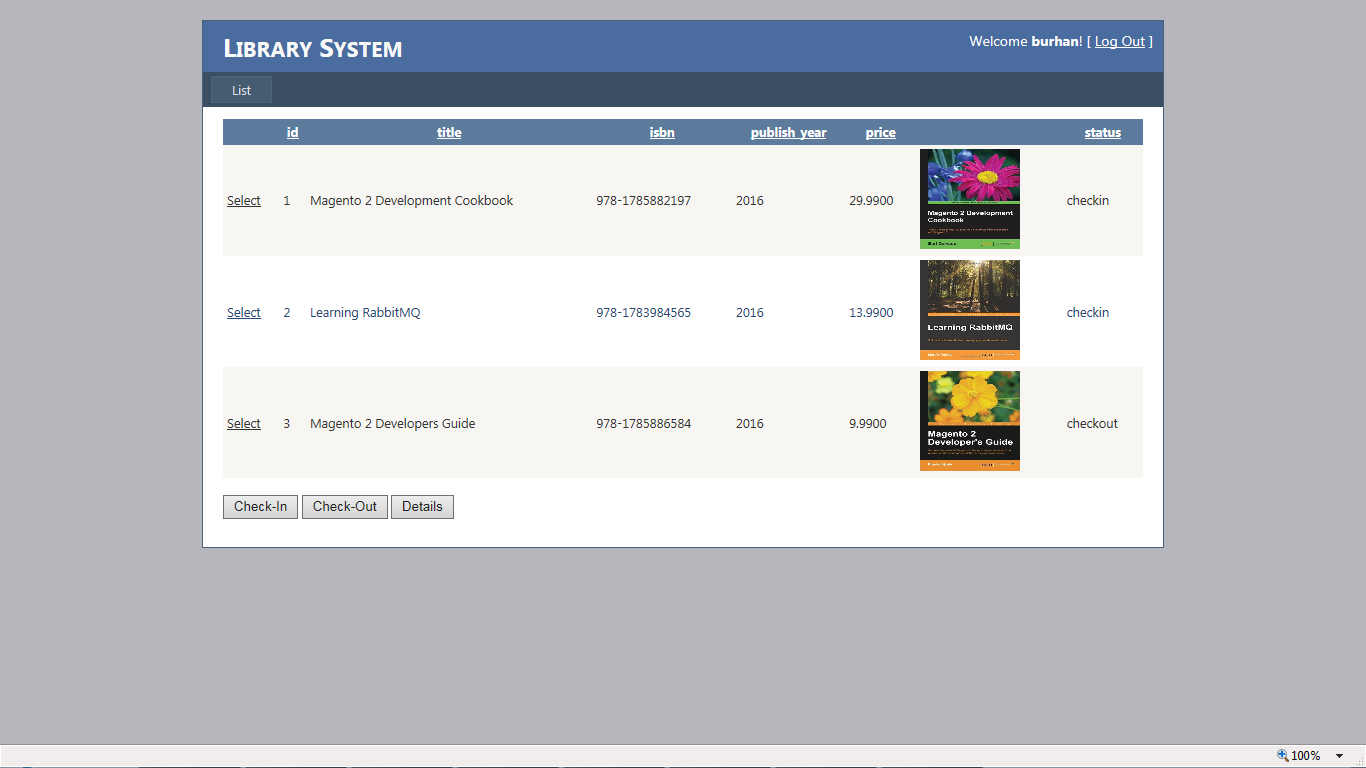 LIBRARY SYSTEM
Welcome burhan! [ Log Out ]
List
id title isbn publish_year price status
Select 1 Magento 2 Development Cookbook 978-1785882197 2016 29.9900 checkin
Magento 2 Development
Cookbook
Select 2 Learning RabbitMQ 978-1783984565 2016 13.9900 checkin
Learning RabbitMQ
Select 3 Magento 2 Developers Guide 978-1785886584 2016 9.9900 checkout
Magento 2
Developer's Guide
Check-In Check-Out Details
100%